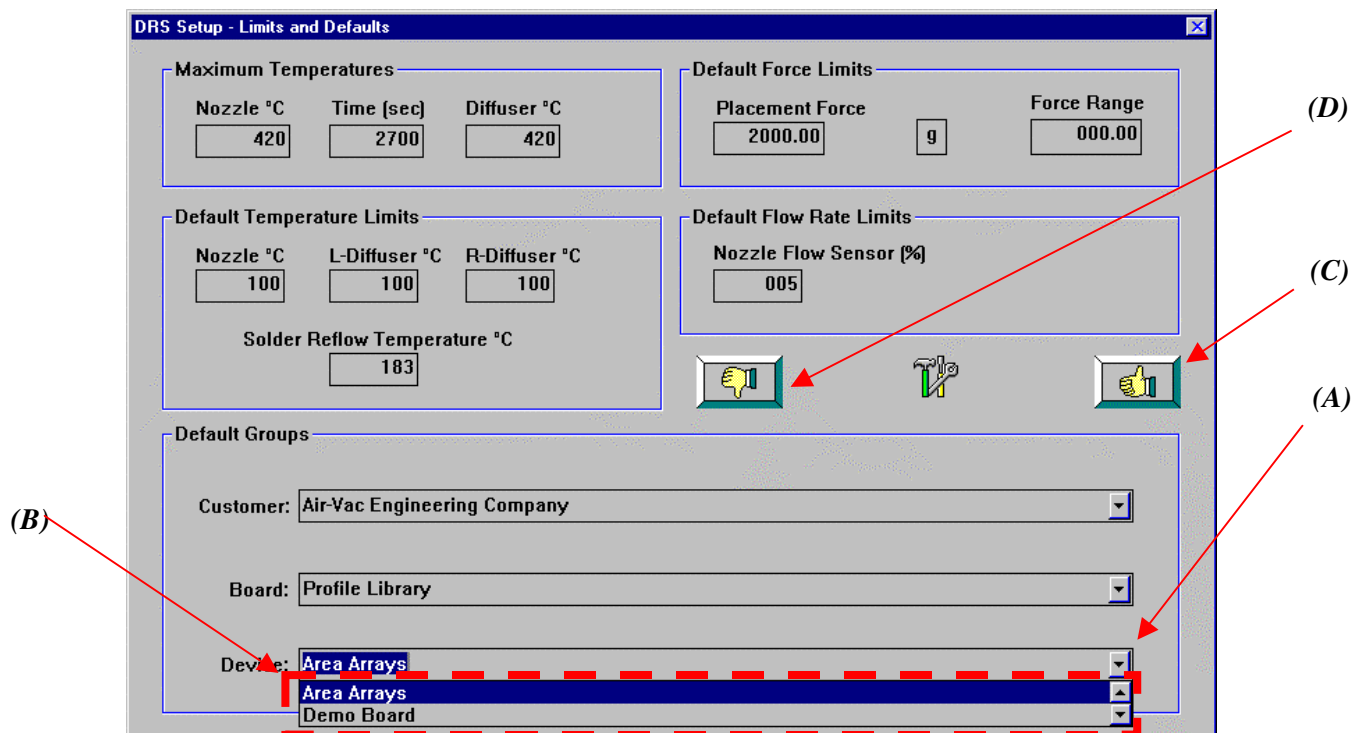 DRS Setup - Limits and Defaults
Maximum Temperatures
Nozzle °C Time (sec) Diffuser °C
420 2700 420
Default Force Limits
Placement Force Force Range
2000.00 g 000.00
Default Temperature Limits
Nozzle °C L-Diffuser °C R-Diffuser °C
100 100 100
Solder Reflow Temperature °C
183
Default Flow Rate Limits
Nozzle Flow Sensor (%)
005
(D)
(C)
(A)
(B)
Default Groups
Customer: Air-Vac Engineering Company
Board: Profile Library
Device: Area Arrays
Area Arrays
Demo Board